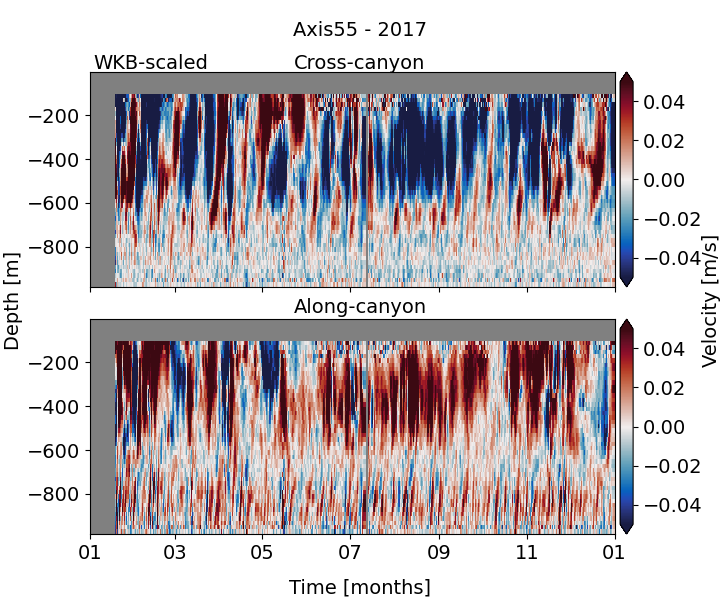 Axis55 - 2017
WKB-scaled
Cross-canyon
−200
−400
−600
−800
0.04
0.02
0.00
−0.02
−0.04
Depth [m]
Velocity [m/s]
Along-canyon
−200
−400
−600
−800
0.04
0.02
0.00
−0.02
−0.04
01 03 05 07 09 11 01
Time [months]